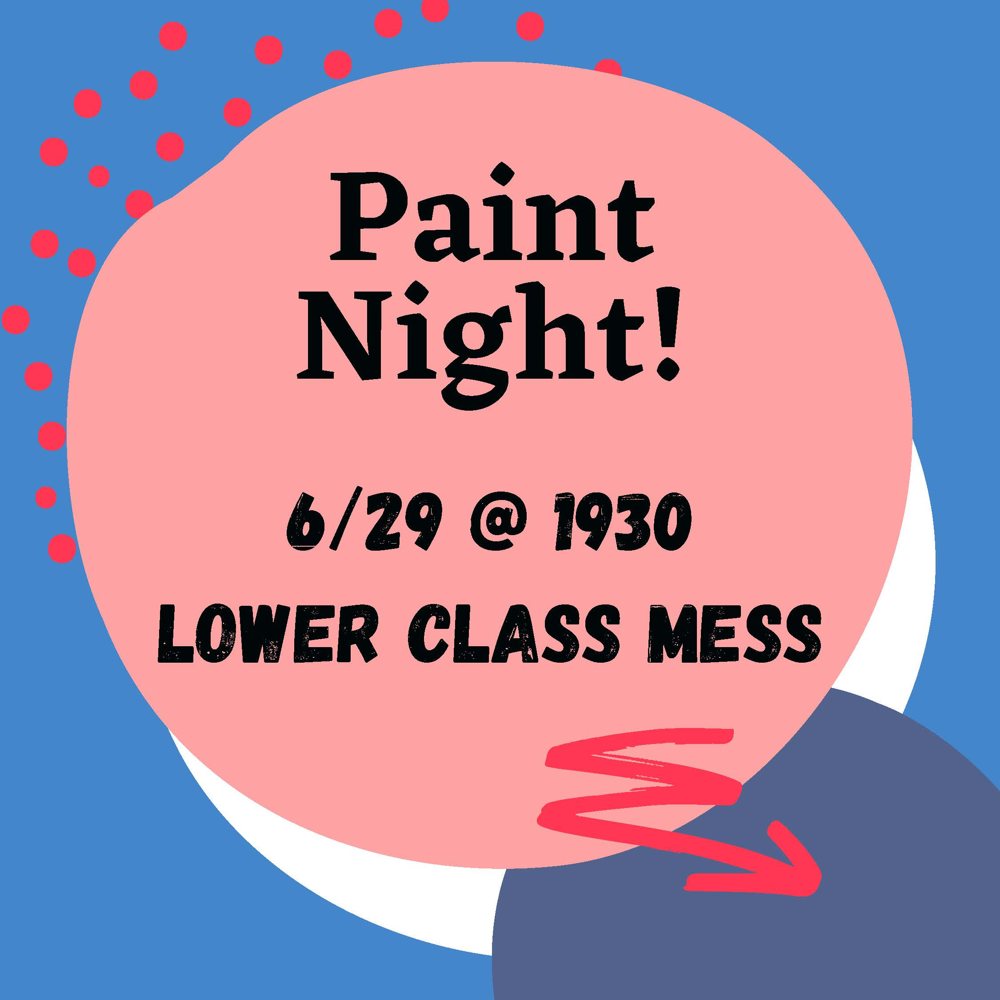 Paint
Night!
6/29 @ 1930
LOWER CLASS MESS